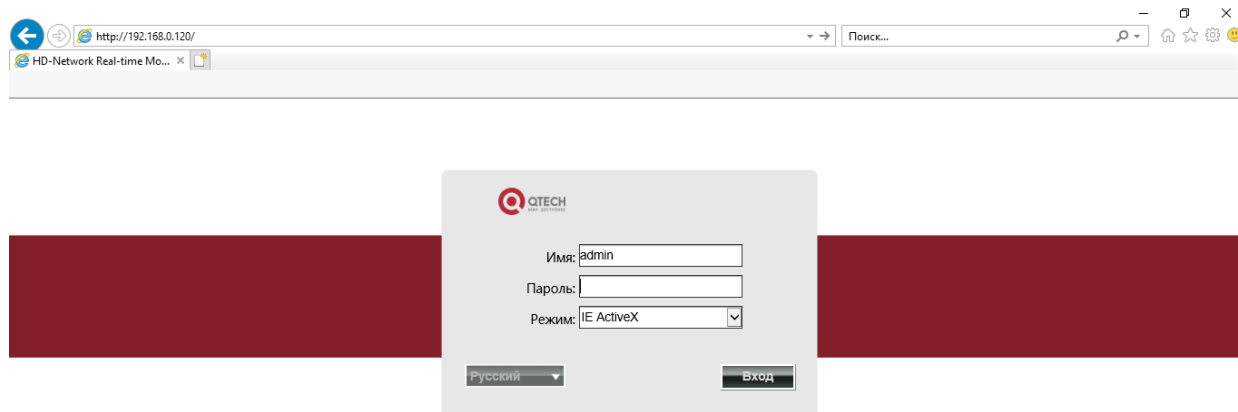 http://192.168.0.120/
Поиск...
HD-Network Real-time Mo...
QTECH
Имя: admin
Пароль:
Режим: IE ActiveX
Русский
Вход